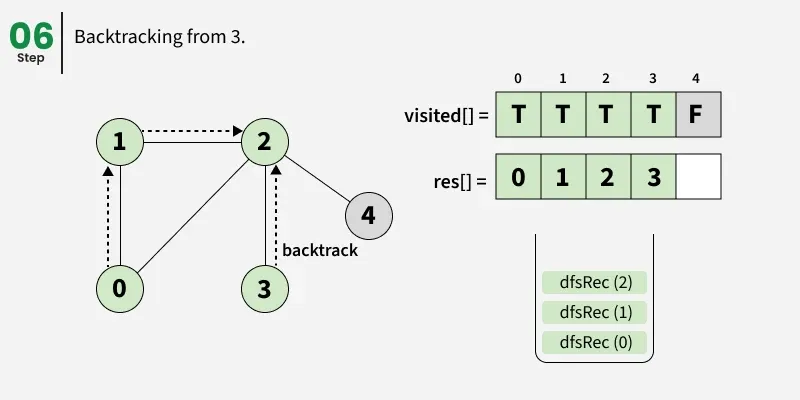 06
Step
Backtracking from 3.
0 1 2 3 4
visited[] = T T T T F
res[] = 0 1 2 3
1 2
4
backtrack
0 3
dfsRec (2)
dfsRec (1)
dfsRec (0)